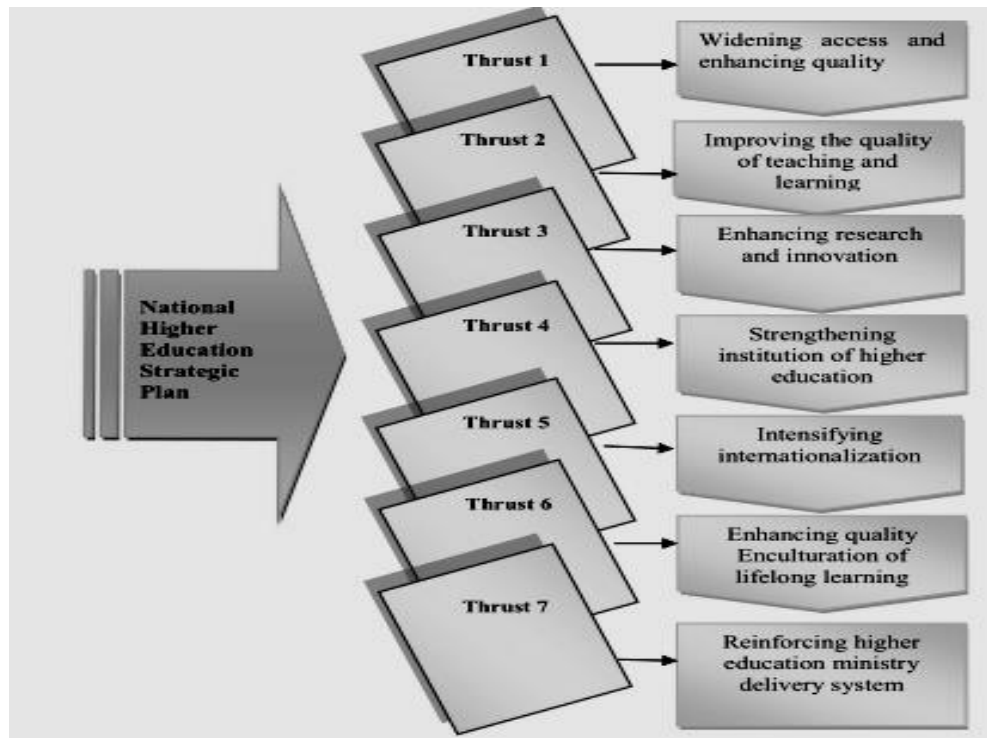 National
Higher
Education
Strategic
Plan
Thrust 1
Widening access and
enhancing quality
Thrust 2
Improving the quality
of teaching and
learning
Thrust 3
Enhancing research
and innovation
Thrust 4
Strengthening
institution of higher
education
Thrust 5
Intensifying
internationalization
Thrust 6
Enhancing quality
Enculturation of
lifelong learning
Thrust 7
Reinforcing higher
education ministry
delivery system